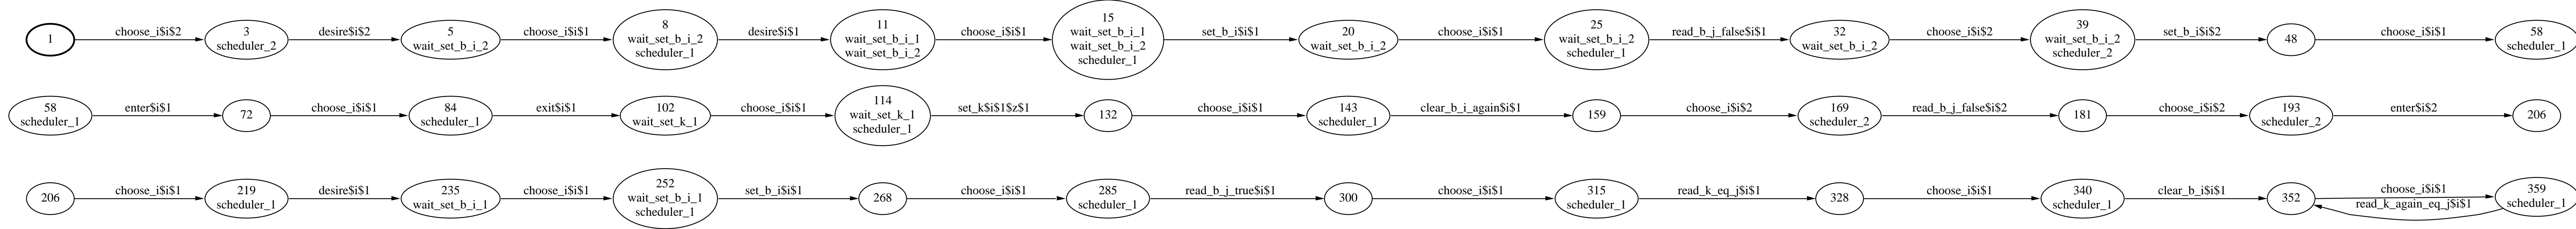 1
choose_i$i$2
3
scheduler_2
desire$i$2
5
wait_set_b_i_2
choose_i$i$1
8
wait_set_b_i_2
scheduler_1
desire$i$1
11
wait_set_b_i_1
wait_set_b_i_2
choose_i$i$1
15
wait_set_b_i_1
wait_set_b_i_2
scheduler_1
set_b_i$i$1
20
wait_set_b_i_2
choose_i$i$1
25
wait_set_b_i_2
scheduler_1
read_b_j_false$i$1
32
wait_set_b_i_2
choose_i$i$2
39
wait_set_b_i_2
scheduler_2
set_b_i$i$2
48
choose_i$i$1
58
scheduler_1
58
scheduler_1
enter$i$1
72
choose_i$i$1
84
scheduler_1
exit$i$1
102
wait_set_k_1
choose_i$i$1
114
wait_set_k_1
scheduler_1
set_k$i$1$z$1
132
choose_i$i$1
143
scheduler_1
clear_b_i_again$i$1
159
choose_i$i$2
169
scheduler_2
read_b_j_false$i$2
181
choose_i$i$2
193
scheduler_2
enter$i$2
206
206
choose_i$i$1
219
scheduler_1
desire$i$1
235
wait_set_b_i_1
choose_i$i$1
252
wait_set_b_i_1
scheduler_1
set_b_i$i$1
268
choose_i$i$1
285
scheduler_1
read_b_j_true$i$1
300
choose_i$i$1
315
scheduler_1
read_k_eq_j$i$1
328
choose_i$i$1
340
scheduler_1
clear_b_i$i$1
352
choose_i$i$1
read_k_again_eq_j$i$1
359
scheduler_1